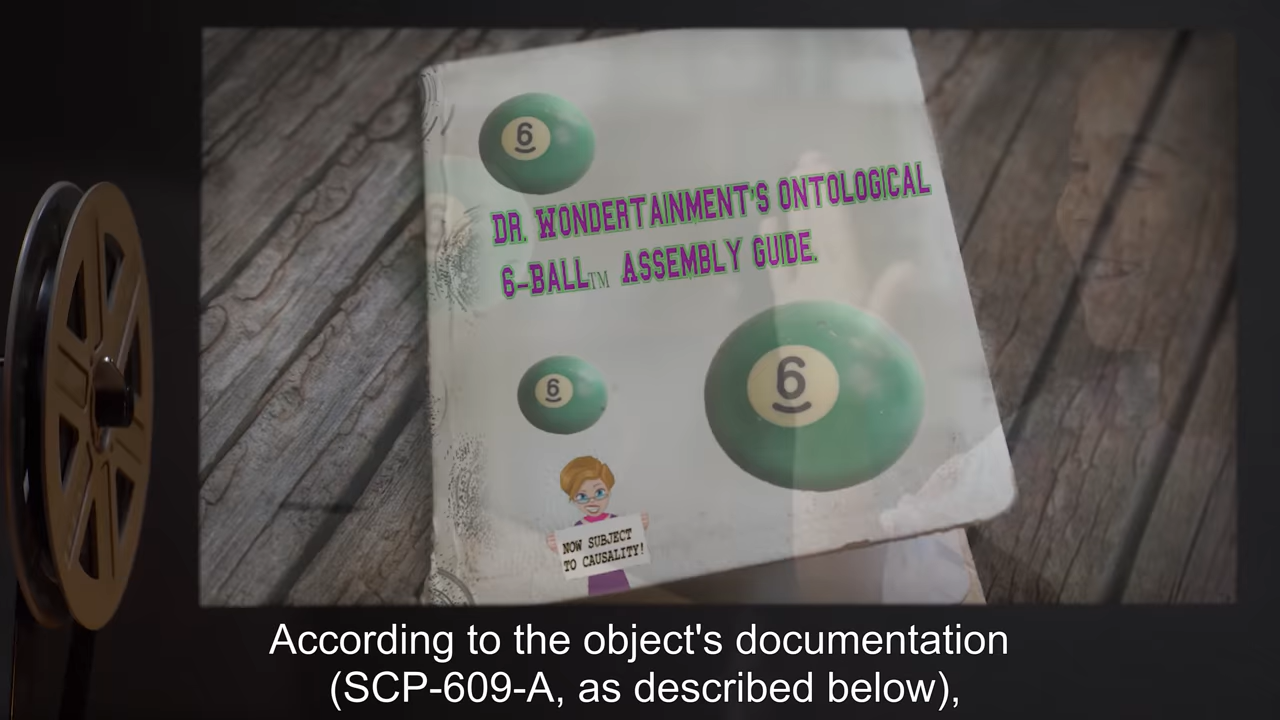 6
DR. WONDERTAINMENT'S ONTOLOGICAL
6-BALL™ ASSEMBLY GUIDE.
6
6
NOW SUBJECT
TO CAUSALITY!
According to the object's documentation
(SCP-609-A, as described below),